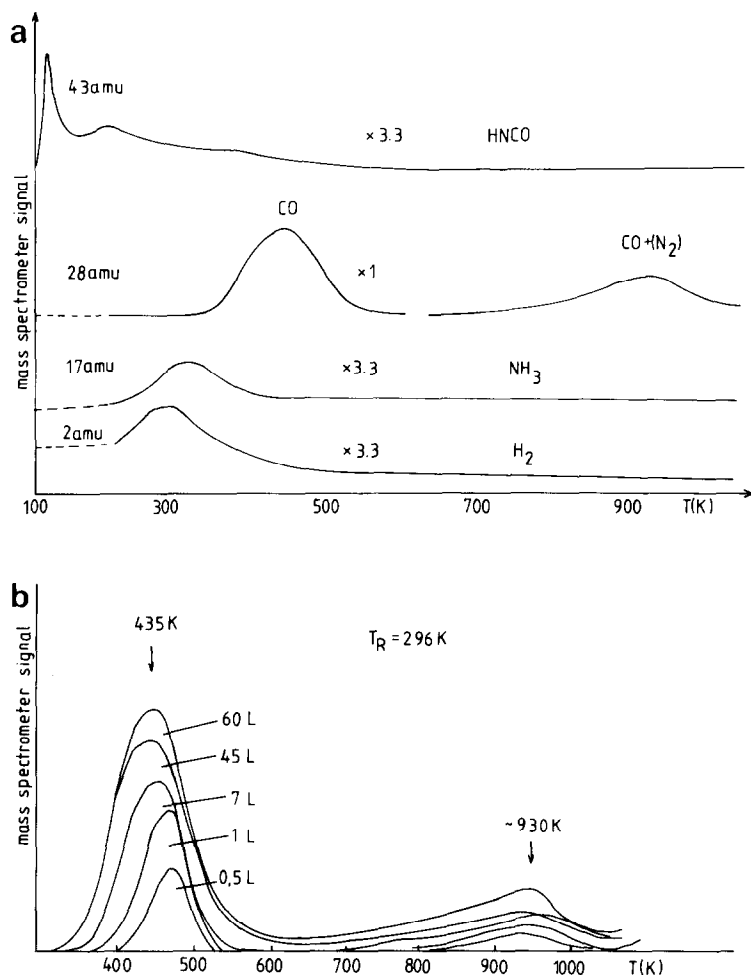 a
43amu
×3.3 HNCO
CO
CO+(N₂)
28amu
×1
17amu
×3.3 NH₃
2amu
×3.3 H₂
mass spectrometer signal
100 300 500 700 900 T(K)
b
435K
T_R = 296K
60 L
45 L
7 L
1 L
0,5 L
~930K
mass spectrometer signal
400 500 600 700 800 900 1000 T(K)